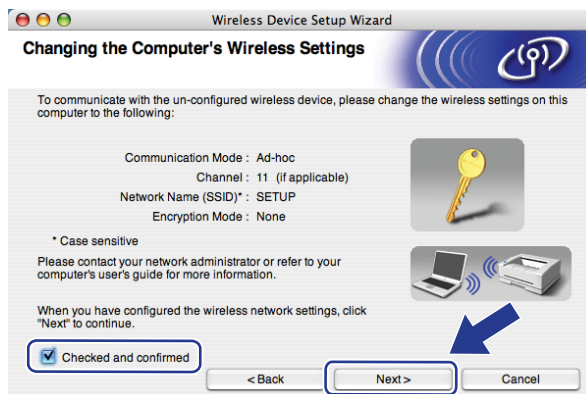 Wireless Device Setup Wizard
Changing the Computer's Wireless Settings
To communicate with the un-configured wireless device, please change the wireless settings on this
computer to the following:
Communication Mode : Ad-hoc
Channel : 11 (if applicable)
Network Name (SSID)* : SETUP
Encryption Mode : None
* Case sensitive
Please contact your network administrator or refer to your
computer's user's guide for more information.
When you have configured the wireless network settings, click
"Next" to continue.
Checked and confirmed
< Back Next > Cancel